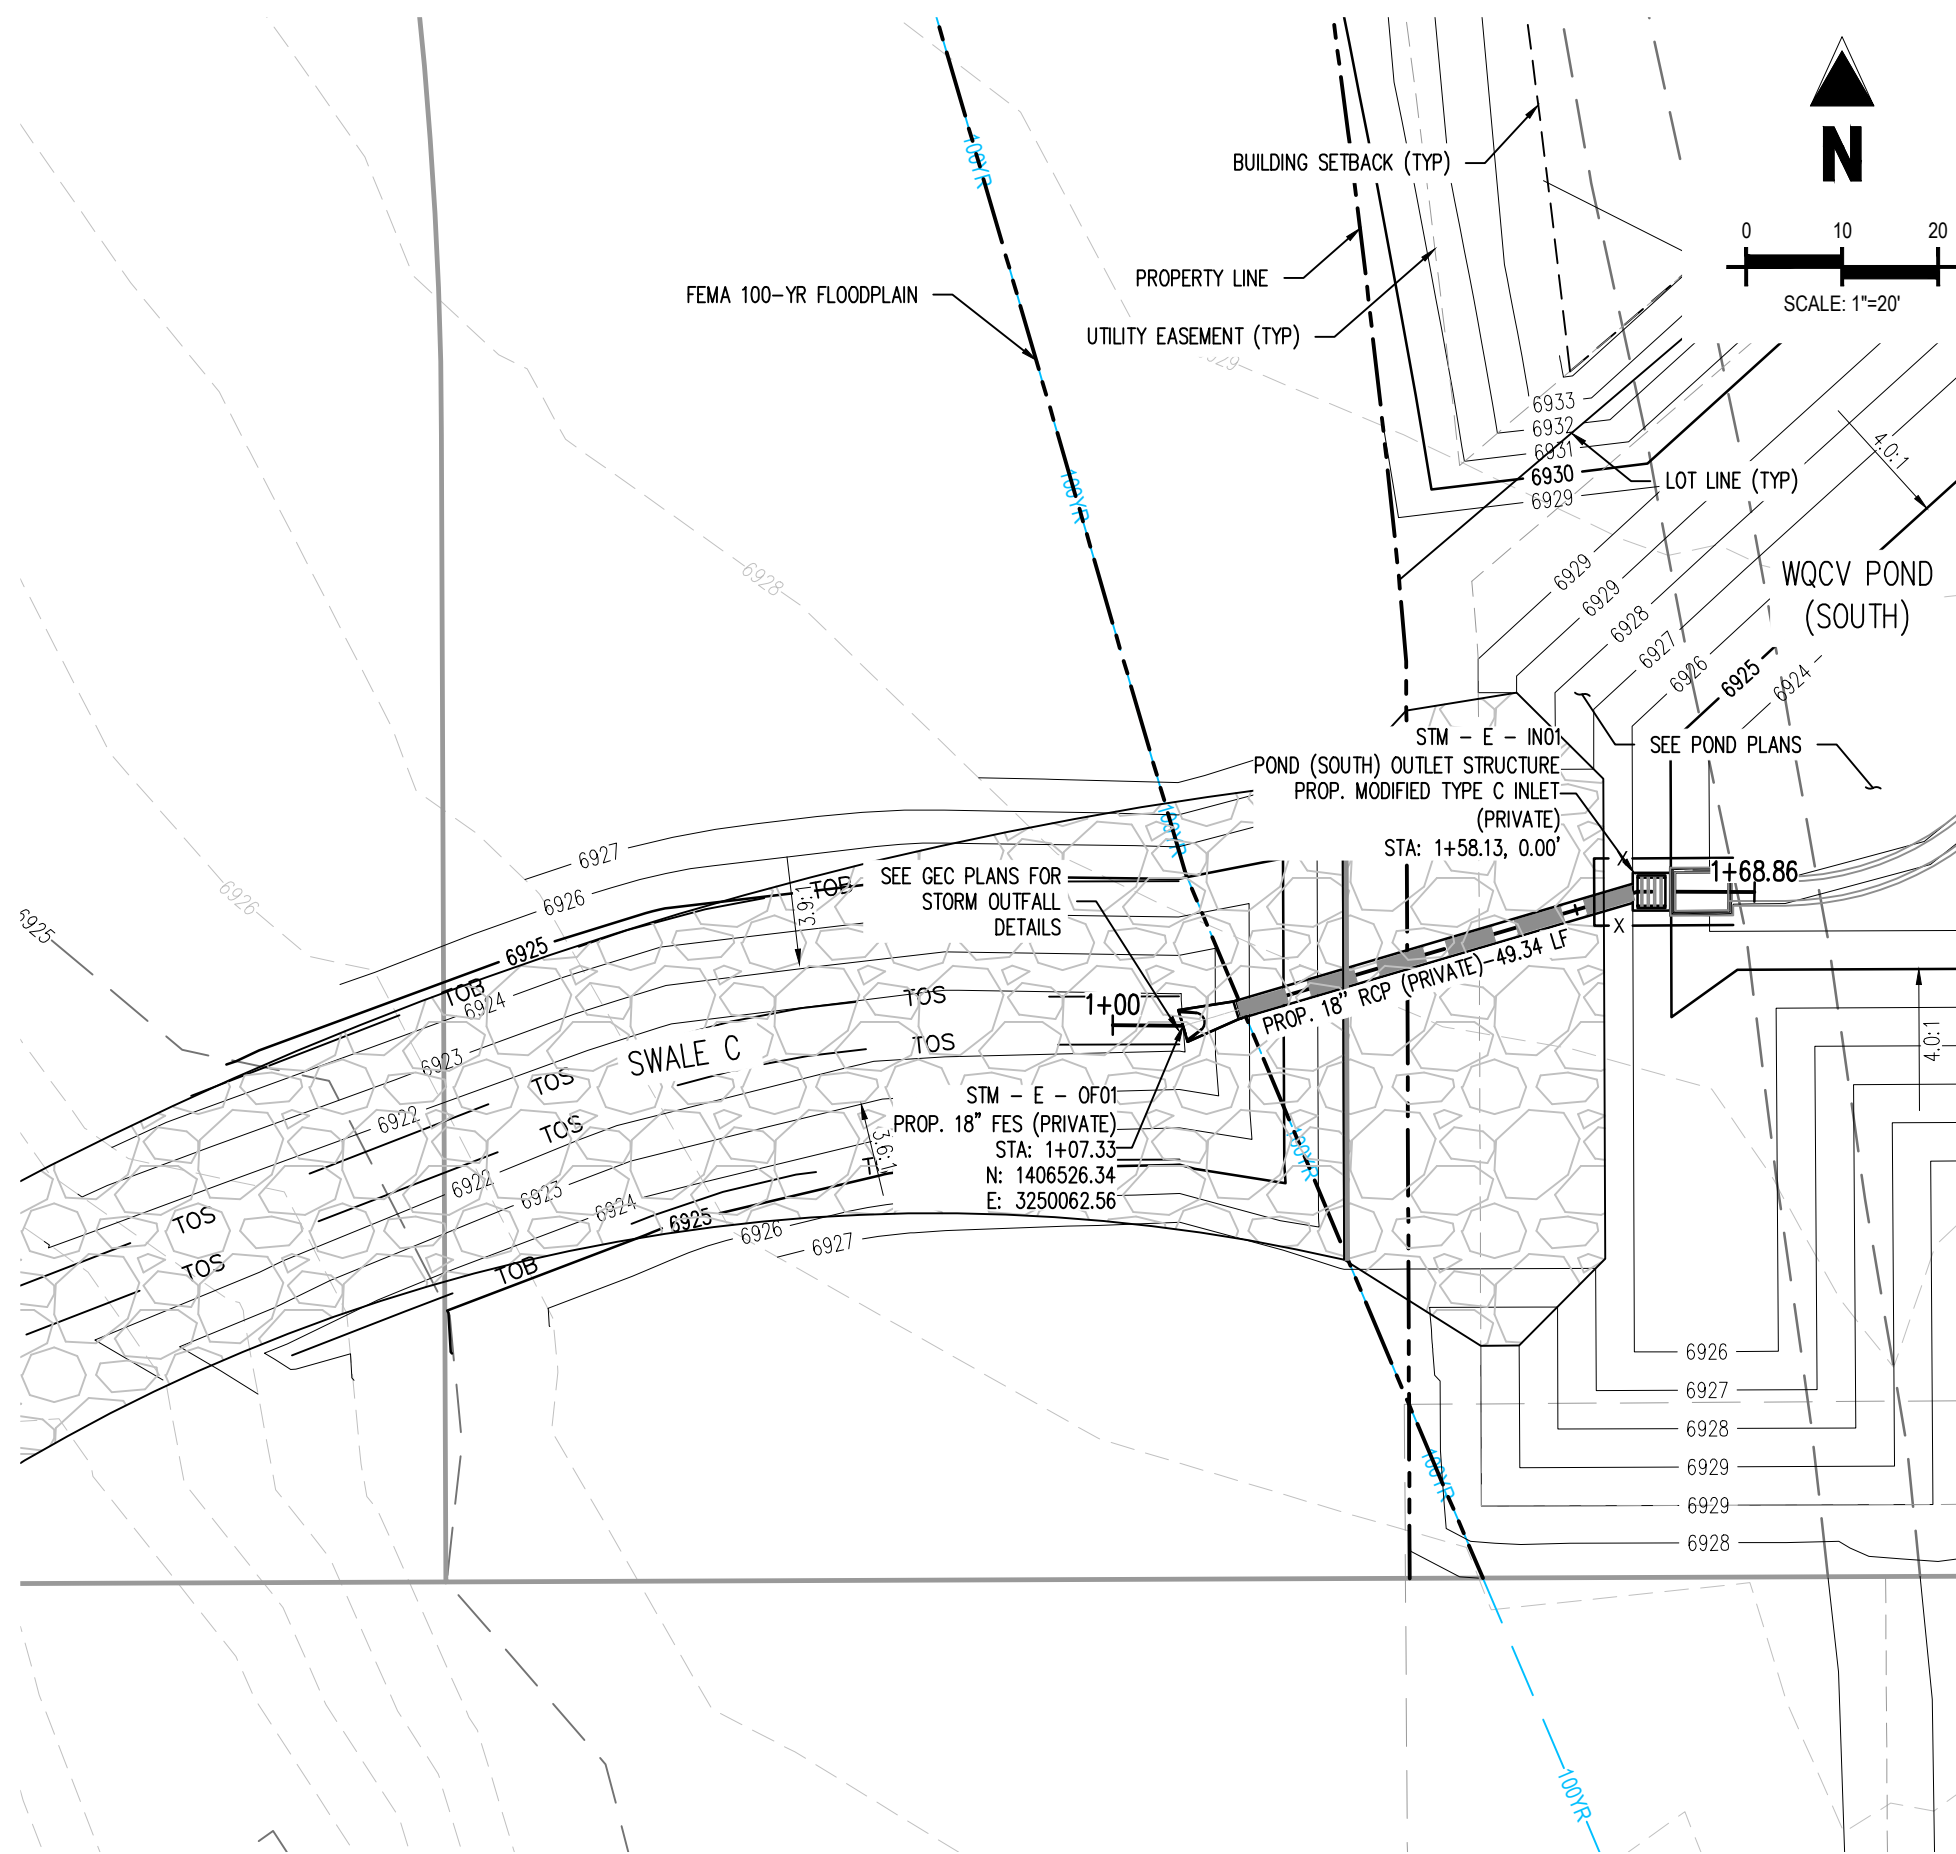 N
0 10 20
SCALE: 1"=20'
BUILDING SETBACK (TYP)
PROPERTY LINE
UTILITY EASEMENT (TYP)
FEMA 100-YR FLOODPLAIN
100YR
100YR
100YR
100YR
100YR
100YR
6928
6926
6925
6933
6932
6931
6930
6929
LOT LINE (TYP)
4.0:1
WQCV POND
(SOUTH)
6929
6929
6928
6927
6926
6925
6924
SEE POND PLANS
STM - E - IN01
POND (SOUTH) OUTLET STRUCTURE
PROP. MODIFIED TYPE C INLET
(PRIVATE)
STA: 1+58.13, 0.00'
X
X
1+68.86
PROP. 18" RCP (PRIVATE)-49.34 LF
SEE GEC PLANS FOR
STORM OUTFALL
DETAILS
1+00
STM - E - OF01
PROP. 18" FES (PRIVATE)
STA: 1+07.33
N: 1406526.34
E: 3250062.56
6927
6926
6925
6924
6923
6922
TOB
TOB
3.9:1
TOS
TOS
SWALE C
TOS
TOS
3.6:1
6922
6923
6924
6925
6926
6927
TOS
TOS
TOB
4.0:1
6926
6927
6928
6929
6929
6928